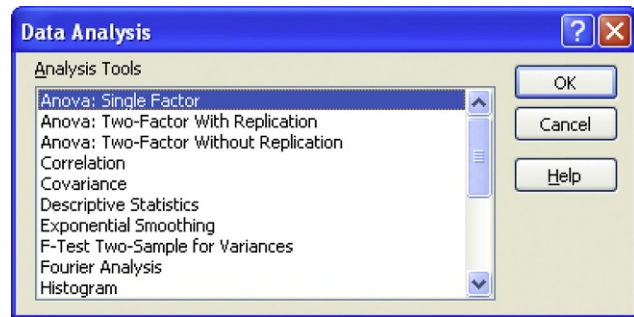 Data Analysis
?
Analysis Tools
Anova: Single Factor
Anova: Two-Factor With Replication
Anova: Two-Factor Without Replication
Correlation
Covariance
Descriptive Statistics
Exponential Smoothing
F-Test Two-Sample for Variances
Fourier Analysis
Histogram
OK
Cancel
Help